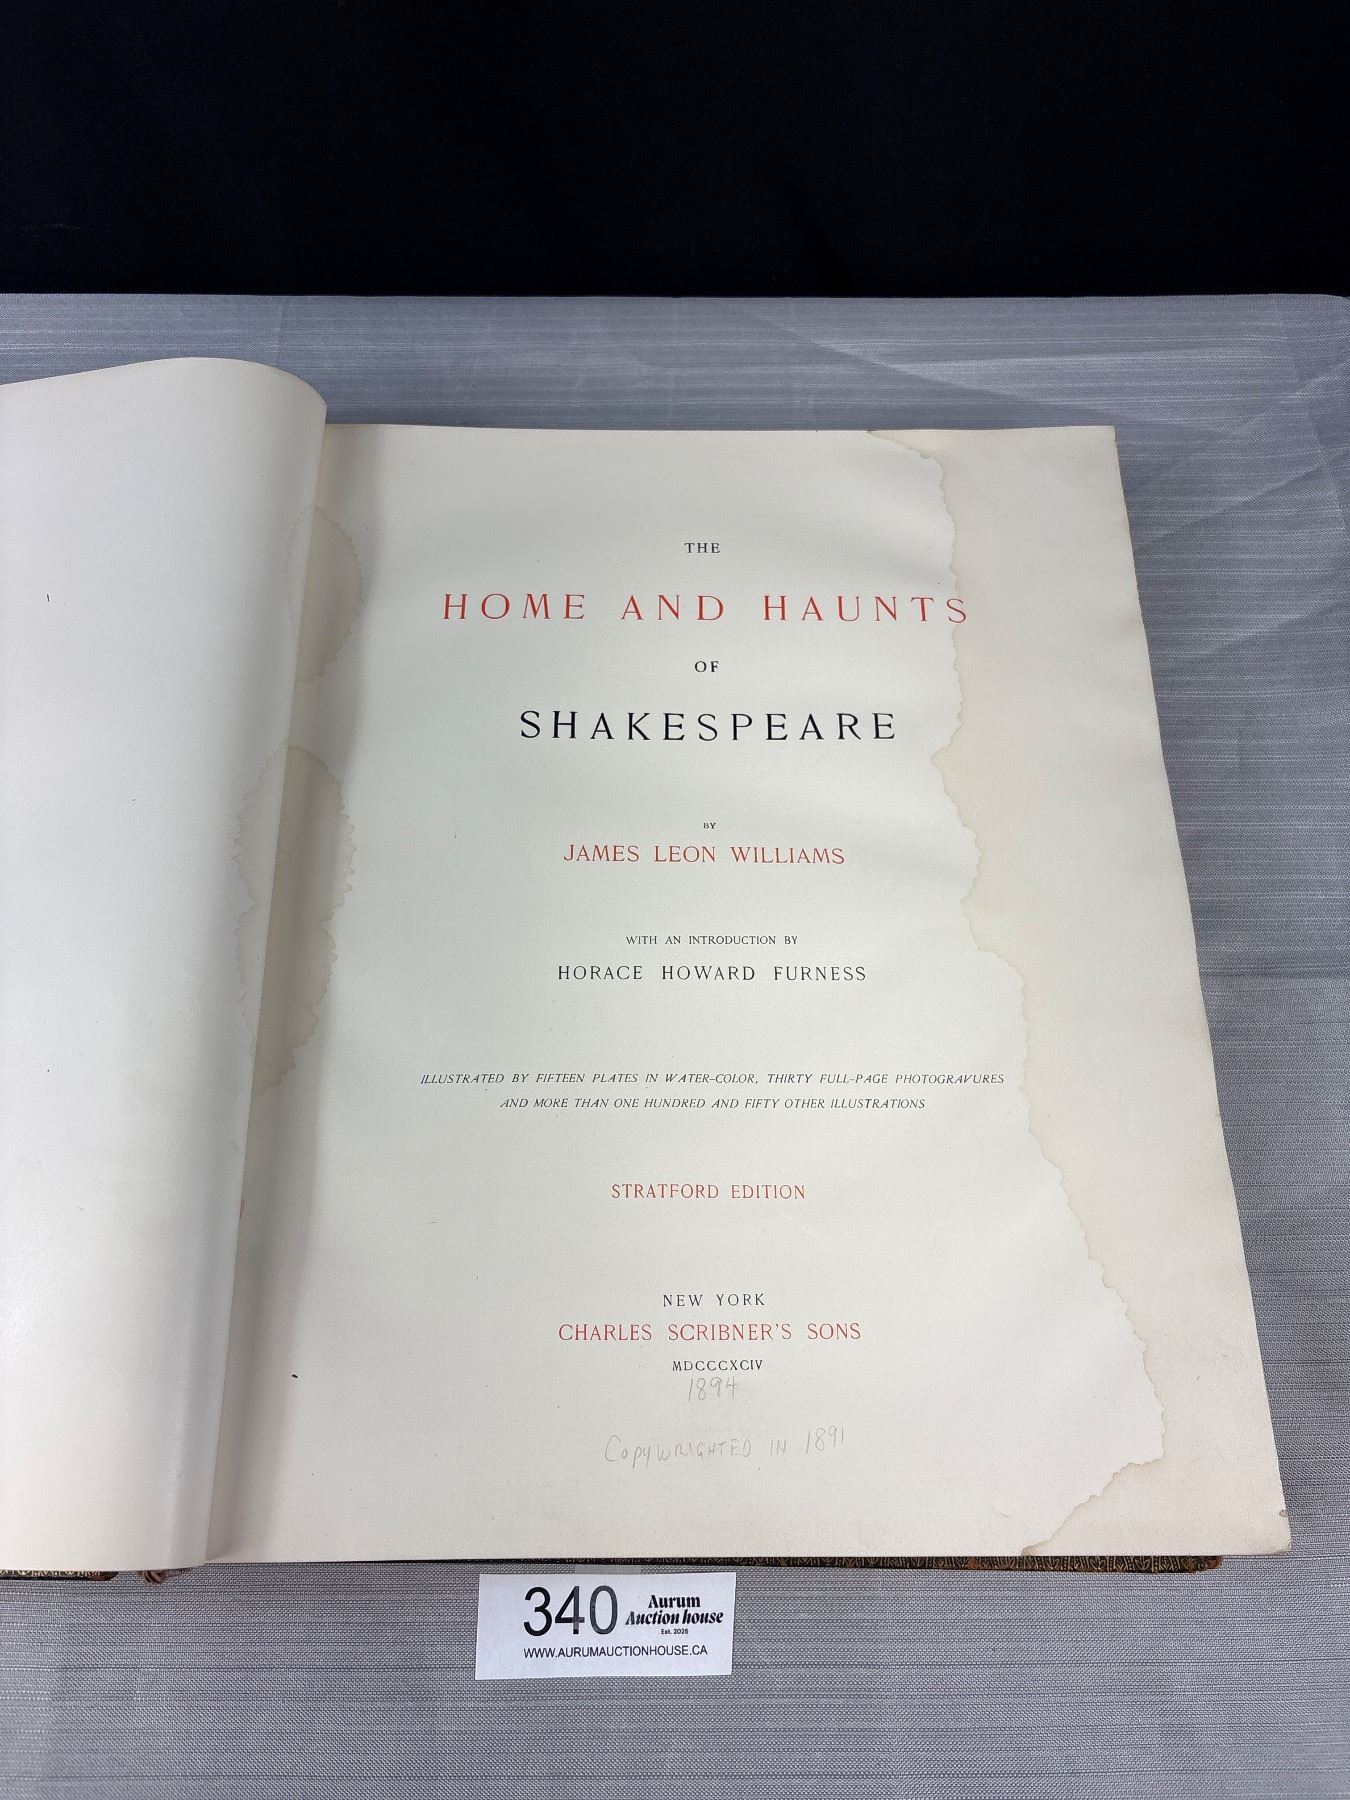 THE
HOME AND HAUNTS
OF
SHAKESPEARE
BY
JAMES LEON WILLIAMS
WITH AN INTRODUCTION BY
HORACE HOWARD FURNESS
ILLUSTRATED BY FIFTEEN PLATES IN WATER-COLOR, THIRTY FULL-PAGE PHOTOGRAVURES
AND MORE THAN ONE HUNDRED AND FIFTY OTHER ILLUSTRATIONS
STRATFORD EDITION
NEW YORK
CHARLES SCRIBNER'S SONS
MDCCCXCIV
1894
COPYWRIGHTED IN 1891
340
Aurum
Auction house
Est. 2025
WWW.AURUMAUCTIONHOUSE.CA